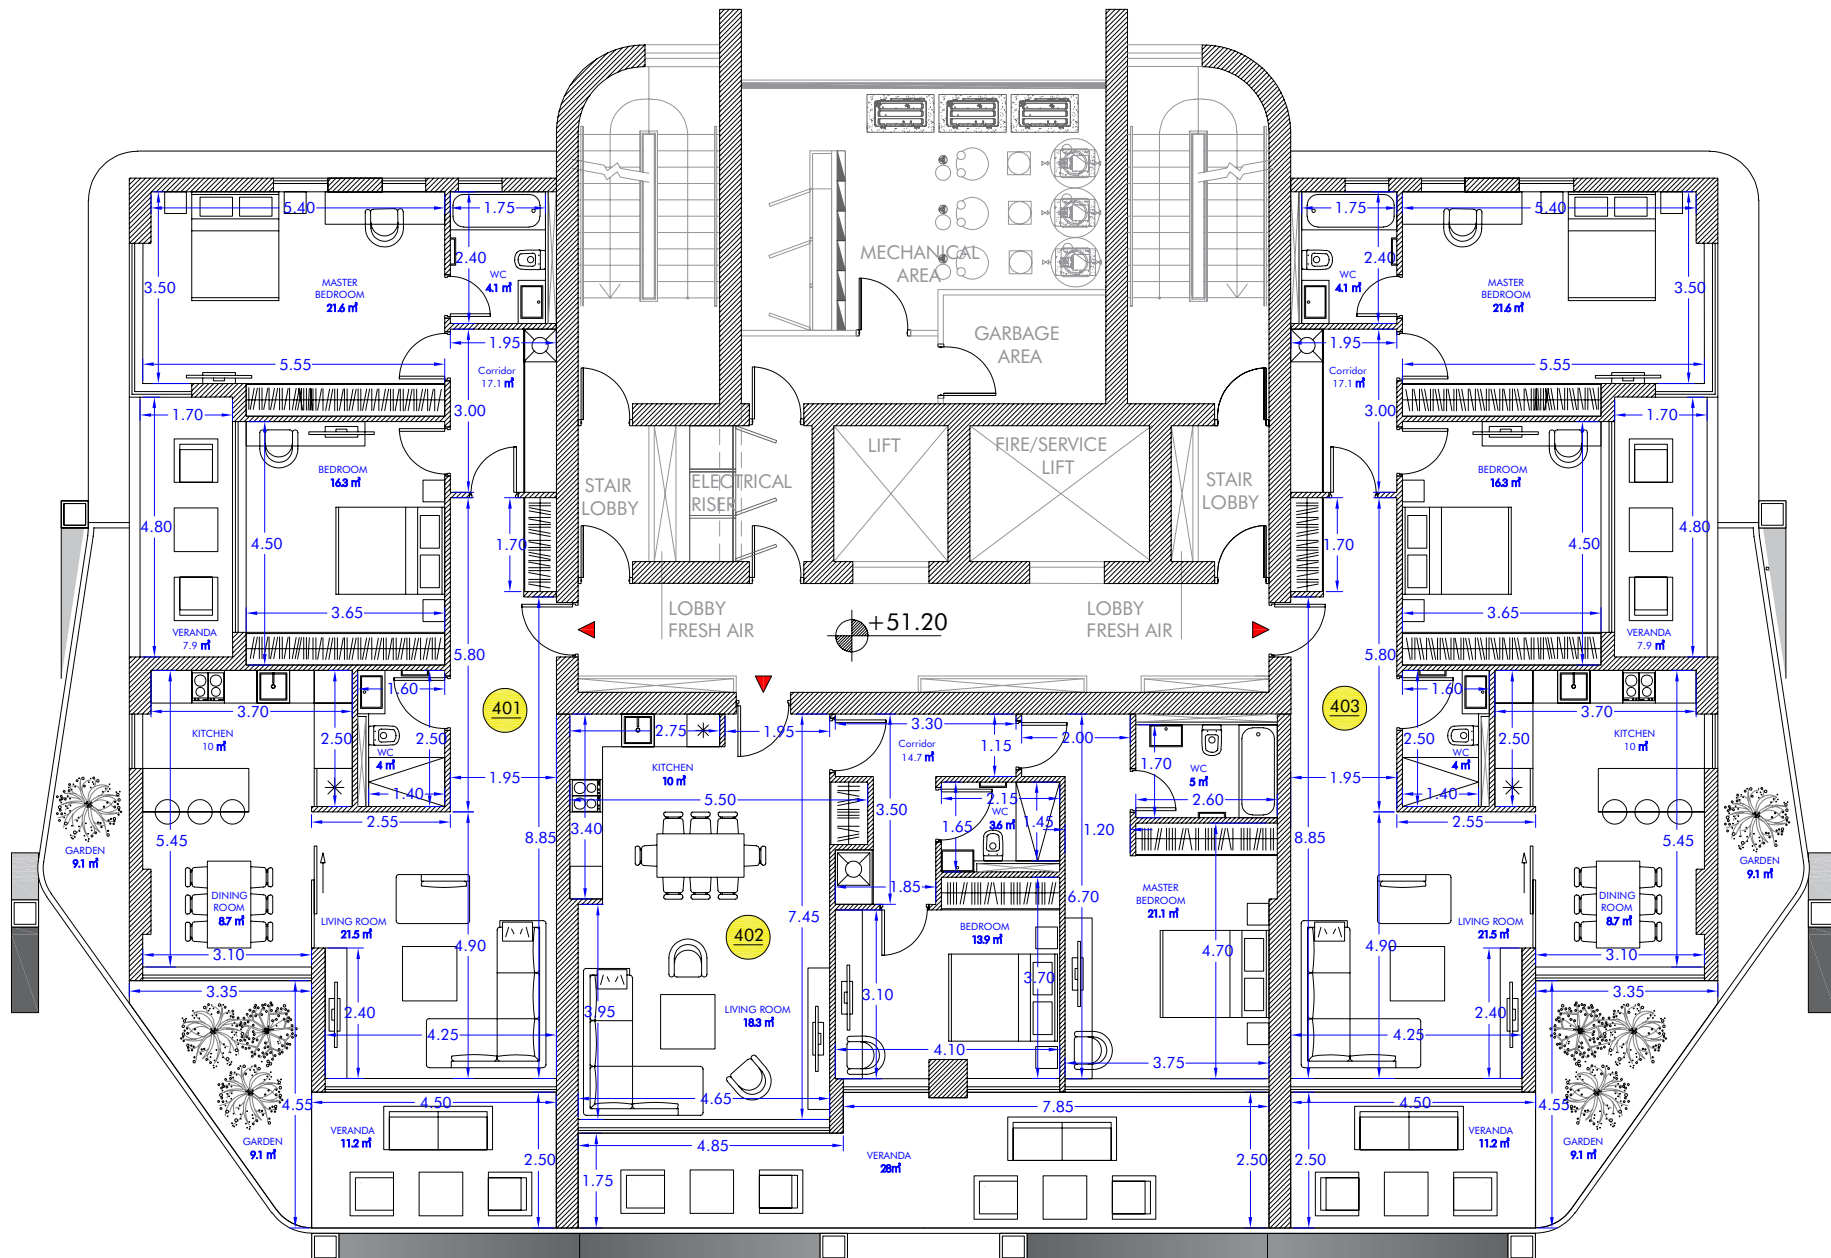 5.40
1.75
2.40
WC
4.1 ㎡
3.50
MASTER
BEDROOM
21.6 ㎡
5.55
1.95
Corridor
17.1 ㎡
3.00
1.70
BEDROOM
16.3 ㎡
4.80
4.50
1.70
3.65
VERANDA
7.9 ㎡
5.80
1.60
3.70
401
KITCHEN
10 ㎡
2.50
2.50
WC
4 ㎡
1.95
1.40
2.55
GARDEN
9.1 ㎡
5.45
8.85
DINING
ROOM
8.7 ㎡
LIVING ROOM
21.5 ㎡
3.10
4.90
3.35
2.40
4.25
4.55
4.50
VERANDA
11.2 ㎡
GARDEN
9.1 ㎡
2.50
MECHANICAL
AREA
GARBAGE
AREA
STAIR
LOBBY
ELECTRICAL
RISER
LIFT
FIRE/SERVICE
LIFT
STAIR
LOBBY
LOBBY
FRESH AIR
+51.20
LOBBY
FRESH AIR
2.75
1.95
3.30
Corridor
14.7 ㎡
1.15
2.00
KITCHEN
10 ㎡
1.70
WC
5 ㎡
5.50
3.50
2.15
2.60
3.40
1.65
WC
3.6 ㎡
1.45
1.20
1.85
MASTER
BEDROOM
21.1 ㎡
6.70
7.45
402
BEDROOM
13.9 ㎡
4.70
3.70
3.10
3.95
LIVING ROOM
18.3 ㎡
4.10
3.75
4.65
7.85
4.85
VERANDA
28㎡
1.75
2.50
1.75
5.40
2.40
WC
4.1 ㎡
MASTER
BEDROOM
21.6 ㎡
3.50
1.95
5.55
Corridor
17.1 ㎡
3.00
1.70
BEDROOM
16.3 ㎡
1.70
4.50
4.80
3.65
VERANDA
7.9 ㎡
5.80
1.60
3.70
403
KITCHEN
10 ㎡
2.50
WC
4 ㎡
2.50
1.95
1.40
2.55
8.85
5.45
GARDEN
9.1 ㎡
DINING
ROOM
8.7 ㎡
LIVING ROOM
21.5 ㎡
4.90
3.10
3.35
2.40
4.25
4.50
4.55
VERANDA
11.2 ㎡
GARDEN
9.1 ㎡
2.50